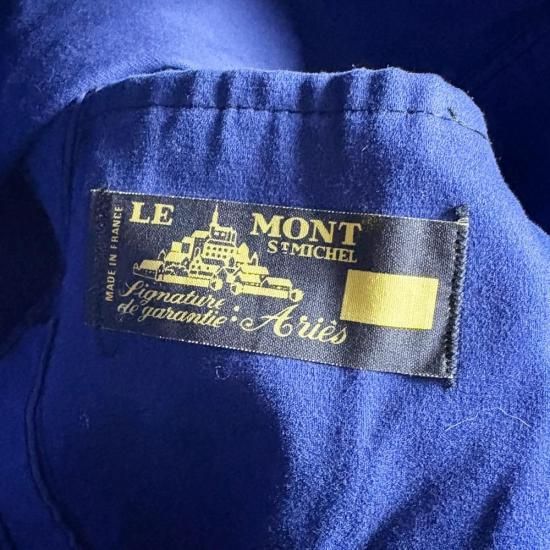 MADE IN FRANCE
LE MONT
ST MICHEL
Signature
de garantie: Ariès